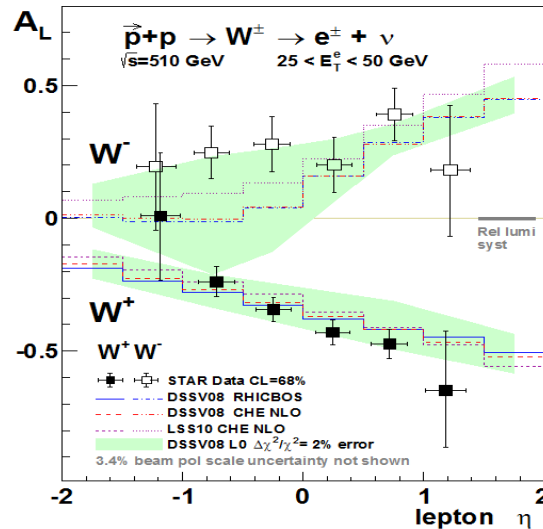 A_L
p⃗+p → W± → e± + ν
√s=510 GeV 25 < E_T^e < 50 GeV
0.5
W⁻
0
Rel lumi
syst
W⁺
W⁺ W⁻
-0.5
STAR Data CL=68%
DSSV08 RHICBOS
DSSV08 CHE NLO
LSS10 CHE NLO
DSSV08 L0 Δχ²/χ²= 2% error
3.4% beam pol scale uncertainty not shown
-2 -1 0 1 2
lepton η